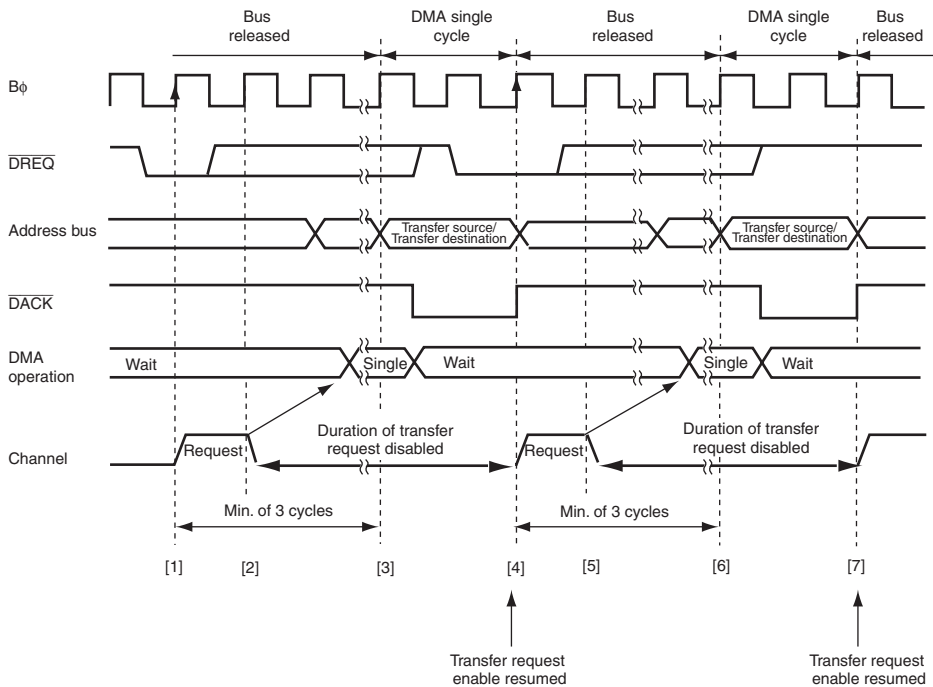 Bus
released
DMA single
cycle
Bus
released
DMA single
cycle
Bus
released
Bϕ
DREQ
Address bus
Transfer source/
Transfer destination
Transfer source/
Transfer destination
DACK
DMA
operation
Wait
Single
Wait
Single
Wait
Channel
Request
Duration of transfer
request disabled
Request
Duration of transfer
request disabled
Min. of 3 cycles
Min. of 3 cycles
[1] [2] [3] [4] [5] [6] [7]
Transfer request
enable resumed
Transfer request
enable resumed